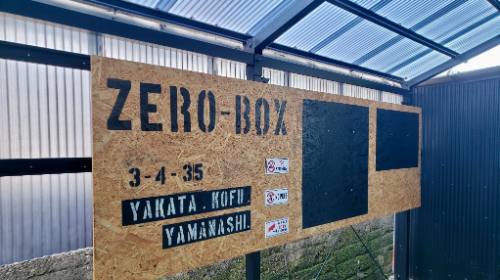 ZERO-BOX
3-4-35
YAKATA. KOFU.
YAMANASHI.